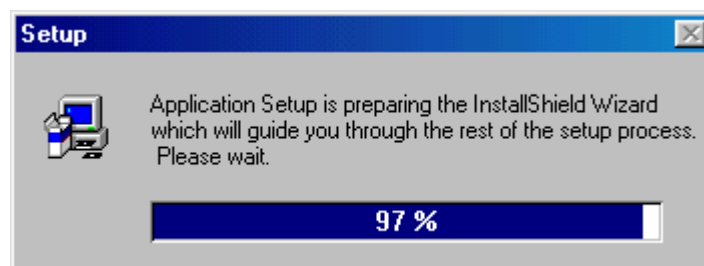 Setup
Application Setup is preparing the InstallShield Wizard
which will guide you through the rest of the setup process.
Please wait.
97 %